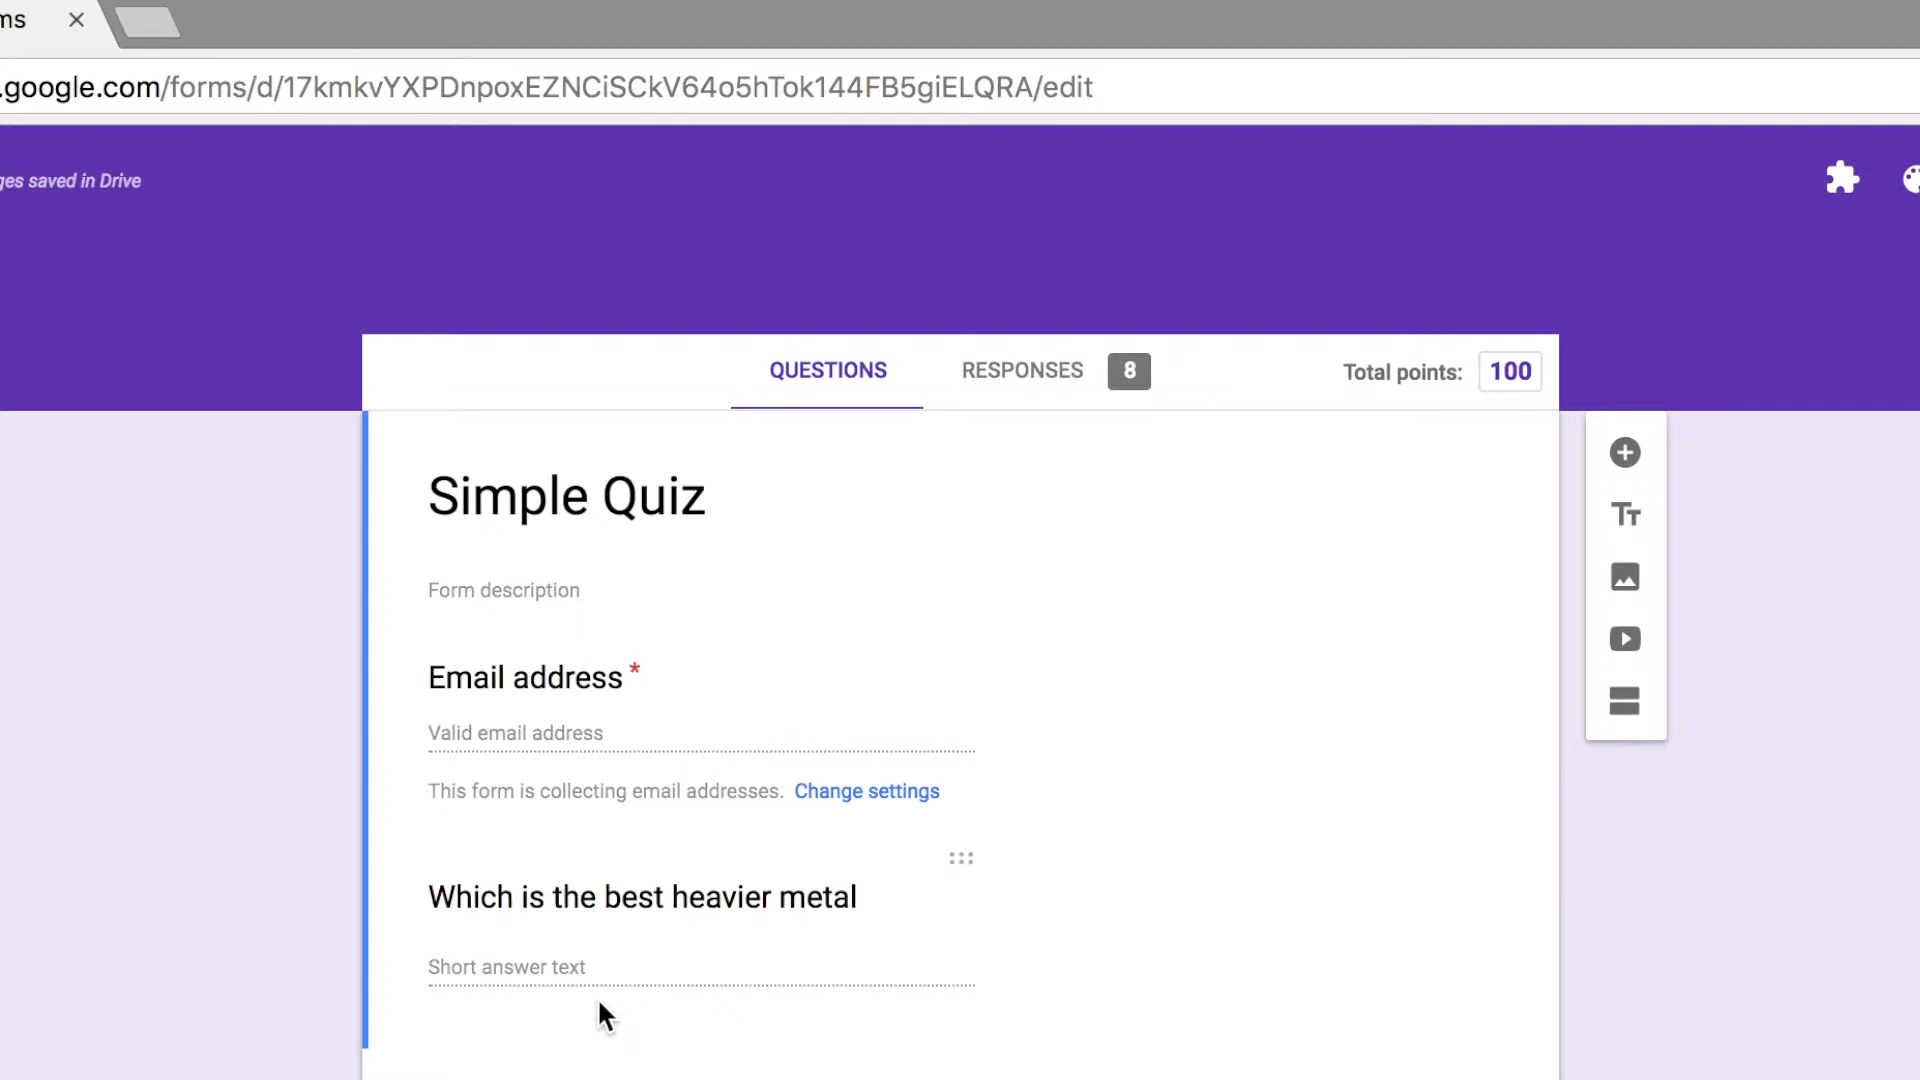 ms
.google.com/forms/d/17kmkvYXPDnpoxEZNCiSCkV64o5hTok144FB5giELQRA/edit
ges saved in Drive
QUESTIONS RESPONSES 8 Total points: 100
Simple Quiz
Form description
Email address *
Valid email address
This form is collecting email addresses. Change settings
Which is the best heavier metal
Short answer text